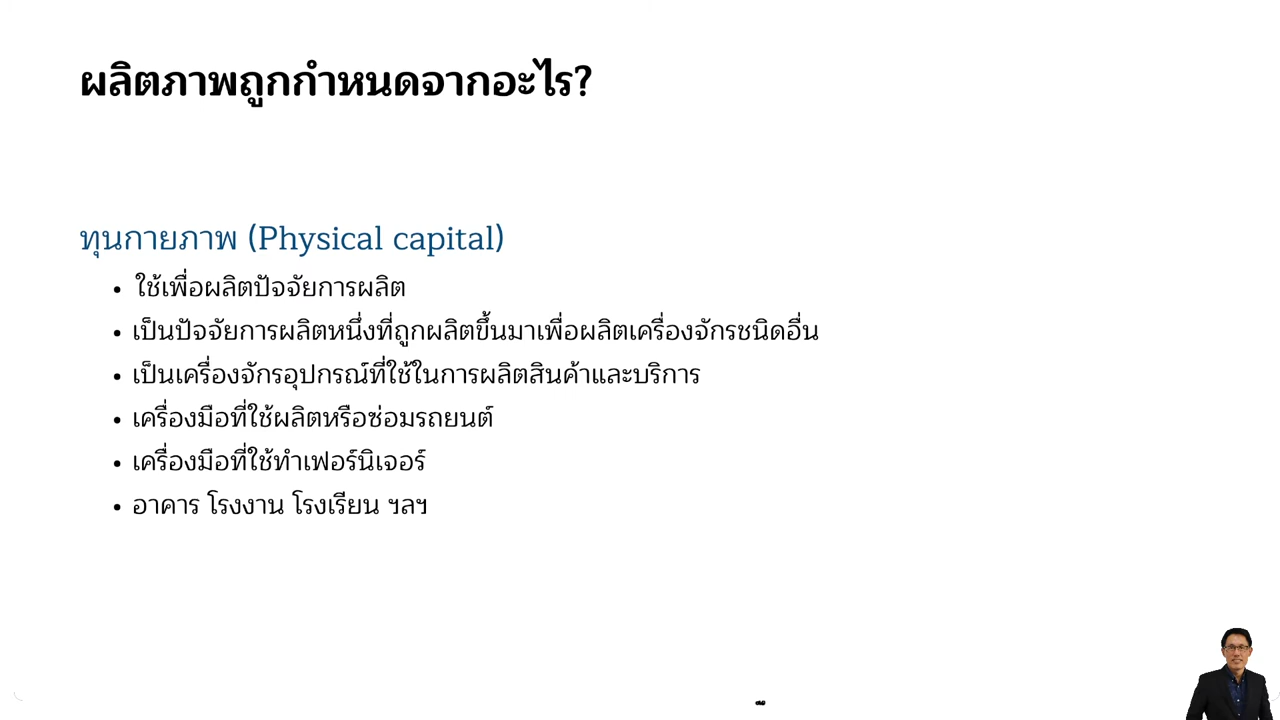 ผลิตภาพถูกกำหนดจากอะไร?
ทุนกายภาพ (Physical capital)
• ใช้เพื่อผลิตปัจจัยการผลิต
• เป็นปัจจัยการผลิตหนึ่งที่ถูกผลิตขึ้นมาเพื่อผลิตเครื่องจักรชนิดอื่น
• เป็นเครื่องจักรอุปกรณ์ที่ใช้ในการผลิตสินค้าและบริการ
• เครื่องมือที่ใช้ผลิตหรือซ่อมรถยนต์
• เครื่องมือที่ใช้ทำเฟอร์นิเจอร์
• อาคาร โรงงาน โรงเรียน ฯลฯ